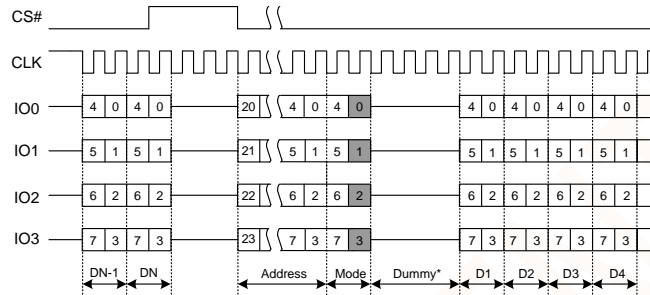 CS#
CLK
IO0 4 0 4 0 20 4 0 4 0 4 0 4 0 4 0 4 0
IO1 5 1 5 1 21 5 1 5 1 5 1 5 1 5 1 5 1
IO2 6 2 6 2 22 6 2 6 2 6 2 6 2 6 2 6 2
IO3 7 3 7 3 23 7 3 7 3 7 3 7 3 7 3 7 3
DN-1 DN Address Mode Dummy* D1 D2 D3 D4